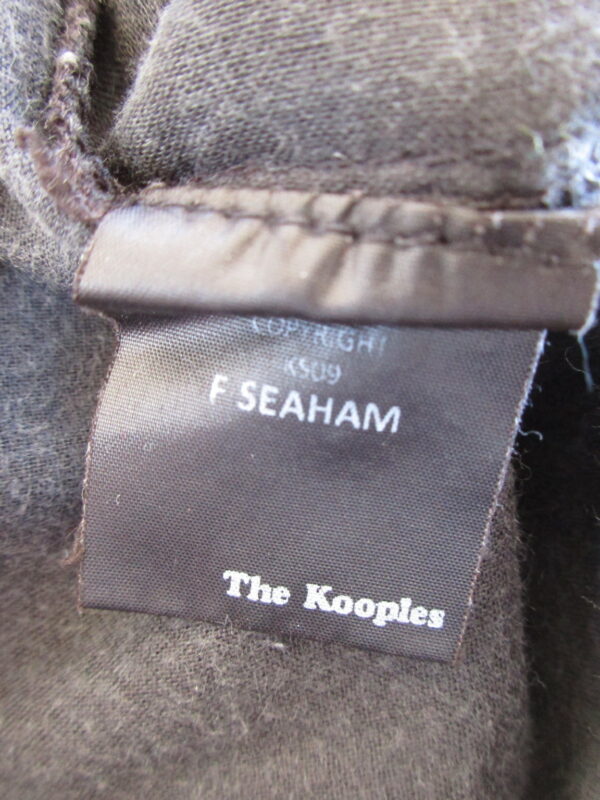 COPYRIGHT
KS09
F SEAHAM
The Kooples